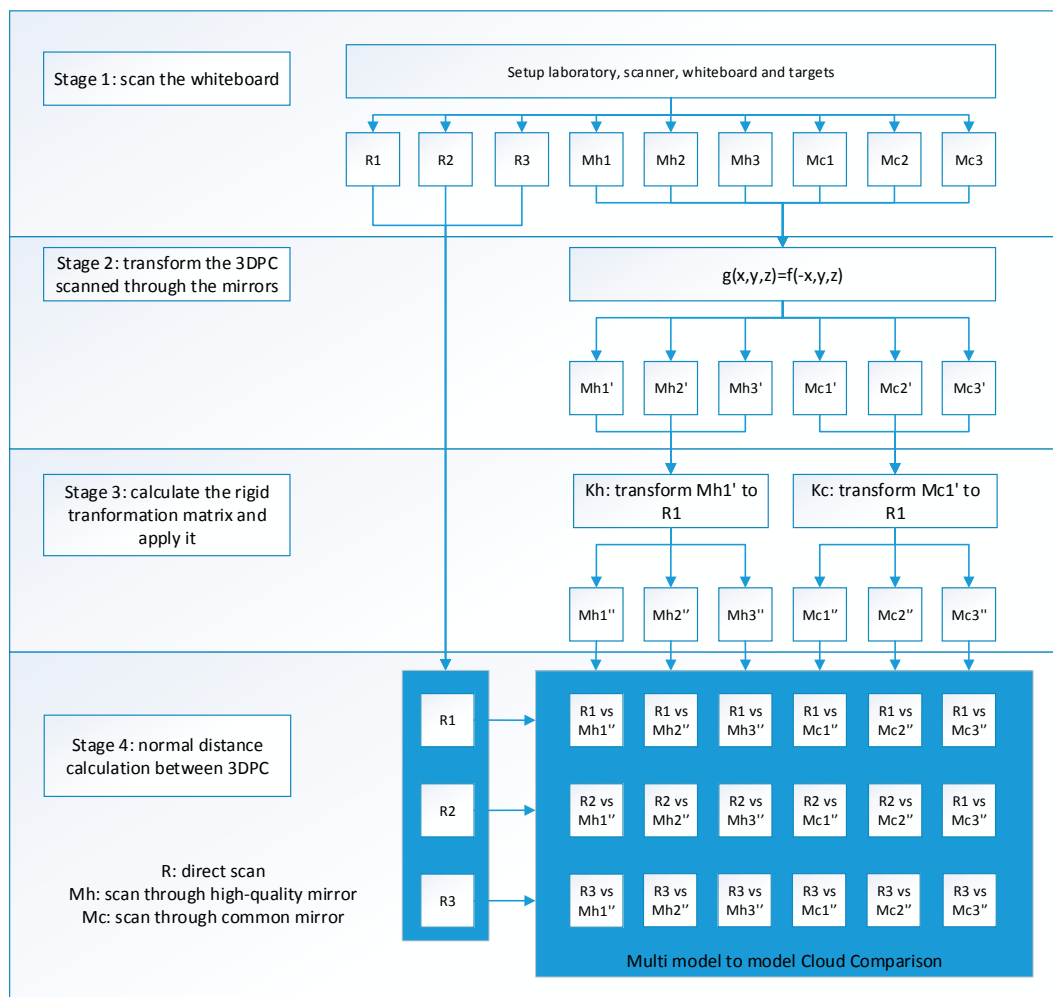 Stage 1: scan the whiteboard
Setup laboratory, scanner, whiteboard and targets
R1
R2
R3
Mh1
Mh2
Mh3
Mc1
Mc2
Mc3
Stage 2: transform the 3DPC
scanned through the mirrors
g(x,y,z)=f(-x,y,z)
Mh1'
Mh2'
Mh3'
Mc1'
Mc2'
Mc3'
Stage 3: calculate the rigid
tranformation matrix and
apply it
Kh: transform Mh1' to
R1
Kc: transform Mc1' to
R1
Mh1''
Mh2''
Mh3''
Mc1''
Mc2''
Mc3''
Stage 4: normal distance
calculation between 3DPC
R1
R1 vs
Mh1''
R1 vs
Mh2''
R1 vs
Mh3''
R1 vs
Mc1''
R1 vs
Mc2''
R1 vs
Mc3''
R2
R2 vs
Mh1''
R2 vs
Mh2''
R2 vs
Mh3''
R2 vs
Mc1''
R2 vs
Mc2''
R1 vs
Mc3''
R3
R3 vs
Mh1''
R3 vs
Mh2''
R3 vs
Mh3''
R3 vs
Mc1''
R3 vs
Mc2''
R3 vs
Mc3''
R: direct scan
Mh: scan through high-quality mirror
Mc: scan through common mirror
Multi model to model Cloud Comparison